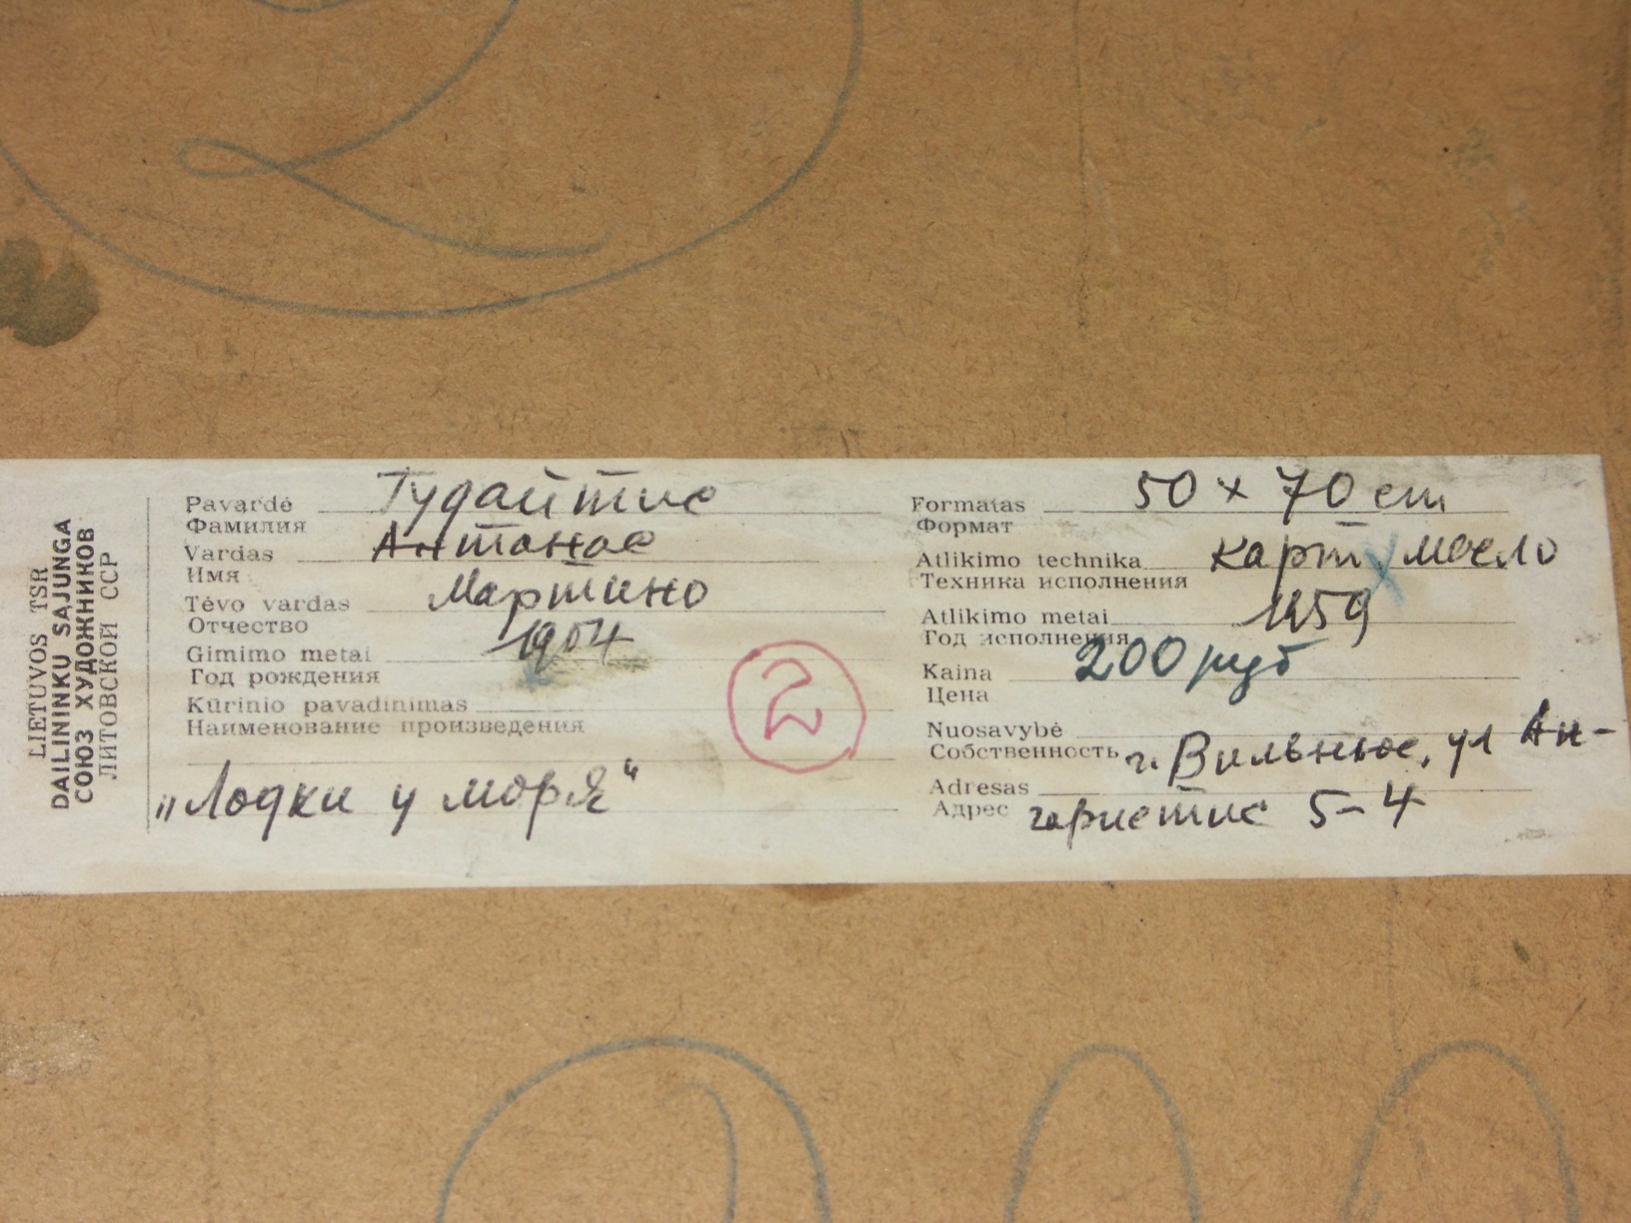 LIETUVOS TSR
DAILININKŲ SĄJUNGA
СОЮЗ ХУДОЖНИКОВ
ЛИТОВСКОЙ ССР
Pavardė Гудайтис
Фамилия
Vardas Антанас
Имя
Tėvo vardas Мартино
Отчество
Gimimo metai 1904
Год рождения
Kūrinio pavadinimas
Наименование произведения
„Лодки у моря"
2
Formatas 50 x 70 cm
Формат
Atlikimo technika карт, масло
Техника исполнения
Atlikimo metai 1959
Год исполнения
Kaina 200 руб
Цена
Nuosavybė
Собственность г. Вильнюс, ул Ан-
Adresas
Адрес гариетис 5-4
2